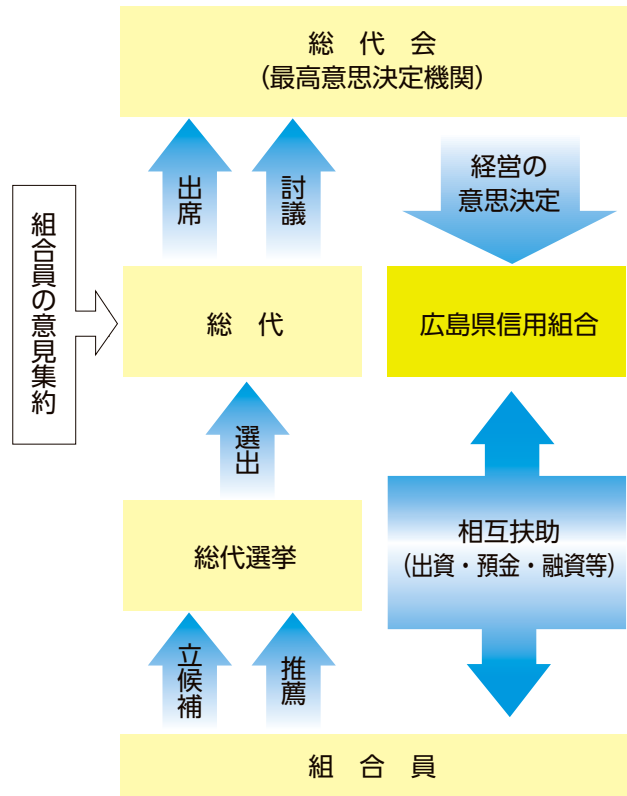 総 代 会
（最高意思決定機関）
出席
討議
経営の
意思決定
組合員の意見集約
総 代
広島県信用組合
選出
総代選挙
相互扶助
（出資・預金・融資等）
立候補
推薦
組 合 員